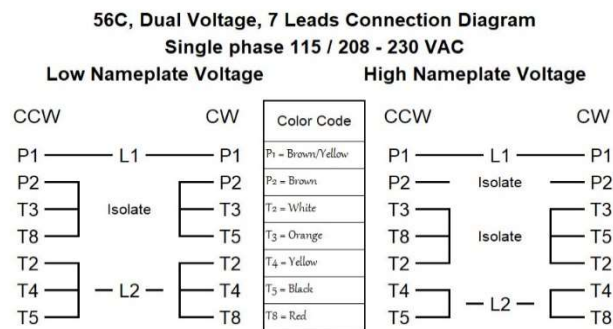 56C, Dual Voltage, 7 Leads Connection Diagram
Single phase 115 / 208 - 230 VAC
Low Nameplate Voltage High Nameplate Voltage
CCW CW Color Code CCW CW
P1 L1 P1 P1 = Brown/Yellow P1 L1 P1
P2 P2 P2 = Brown P2 Isolate P2
T3 Isolate T3 T2 = White T3 T3
T8 T5 T3 = Orange T8 Isolate T5
T2 T2 T4 = Yellow T2 T2
T4 L2 T4 T5 = Black T4 L2 T4
T5 T8 T8 = Red T5 T8